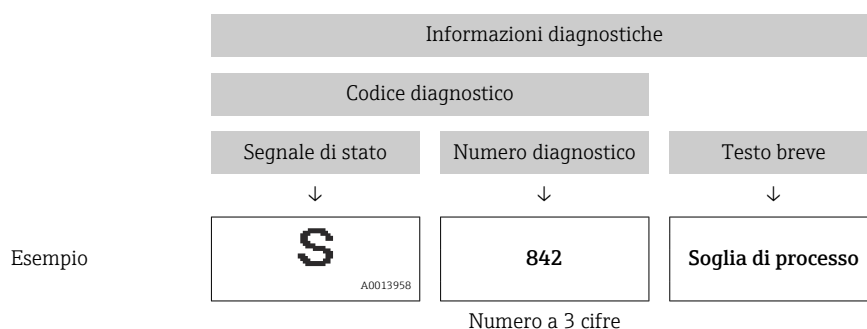 Informazioni diagnostiche
Codice diagnostico
Segnale di stato Numero diagnostico Testo breve
↓ ↓ ↓
Esempio S 842 Soglia di processo
A0013958
Numero a 3 cifre